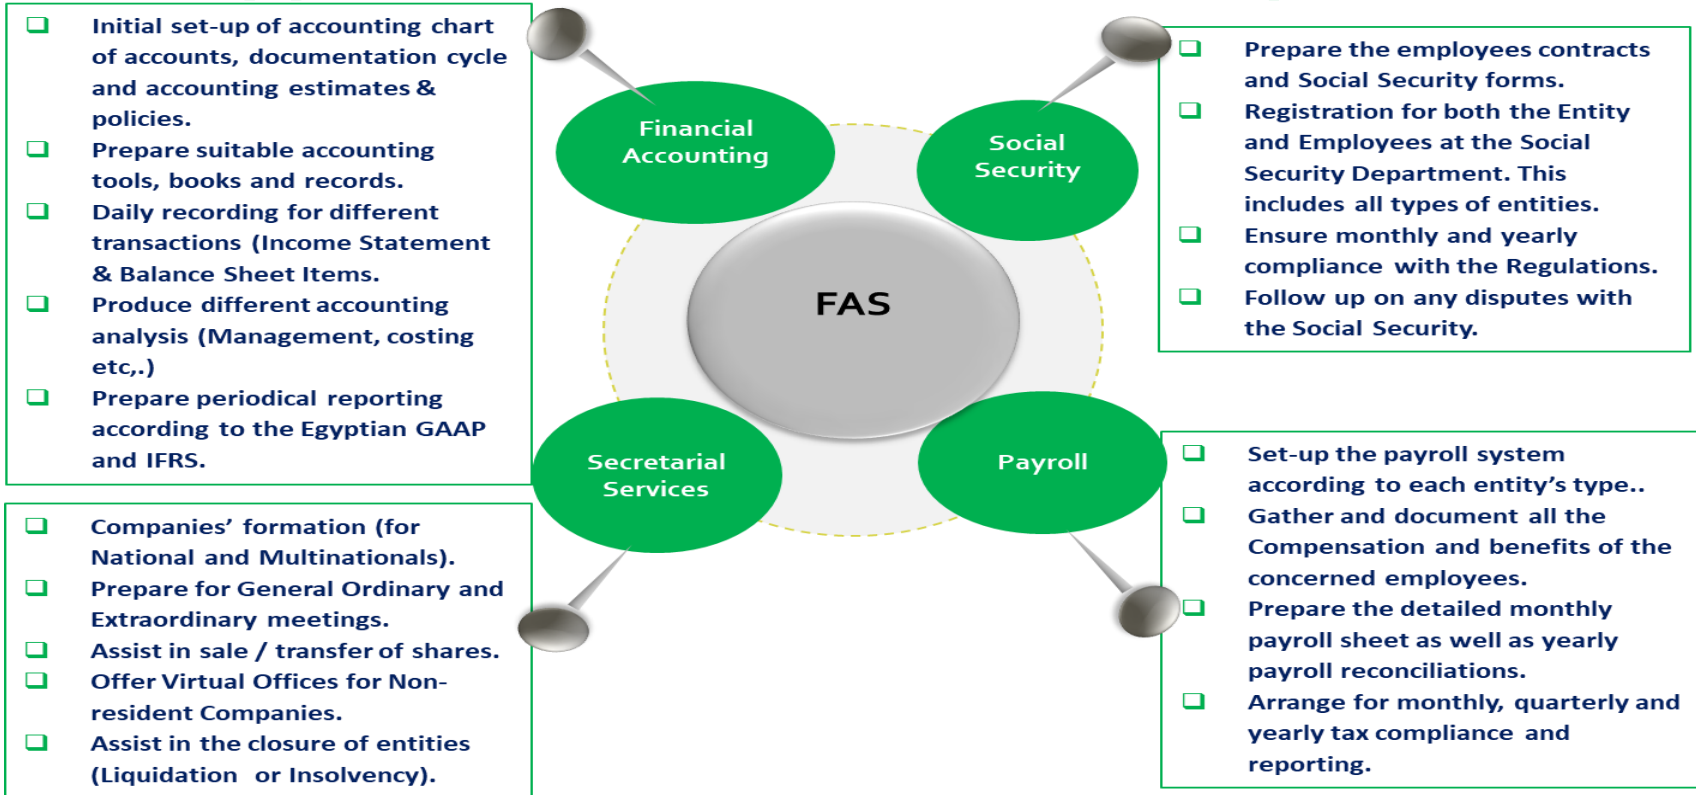 Initial set-up of accounting chart
of accounts, documentation cycle
and accounting estimates &
policies.
Prepare suitable accounting
tools, books and records.
Daily recording for different
transactions (Income Statement
& Balance Sheet Items.
Produce different accounting
analysis (Management, costing
etc,.)
Prepare periodical reporting
according to the Egyptian GAAP
and IFRS.
Financial
Accounting
Social
Security
Prepare the employees contracts
and Social Security forms.
Registration for both the Entity
and Employees at the Social
Security Department. This
includes all types of entities.
Ensure monthly and yearly
compliance with the Regulations.
Follow up on any disputes with
the Social Security.
FAS
Companies’ formation (for
National and Multinationals).
Prepare for General Ordinary and
Extraordinary meetings.
Assist in sale / transfer of shares.
Offer Virtual Offices for Non-
resident Companies.
Assist in the closure of entities
(Liquidation or Insolvency).
Secretarial
Services
Payroll
Set-up the payroll system
according to each entity’s type..
Gather and document all the
Compensation and benefits of the
concerned employees.
Prepare the detailed monthly
payroll sheet as well as yearly
payroll reconciliations.
Arrange for monthly, quarterly and
yearly tax compliance and
reporting.